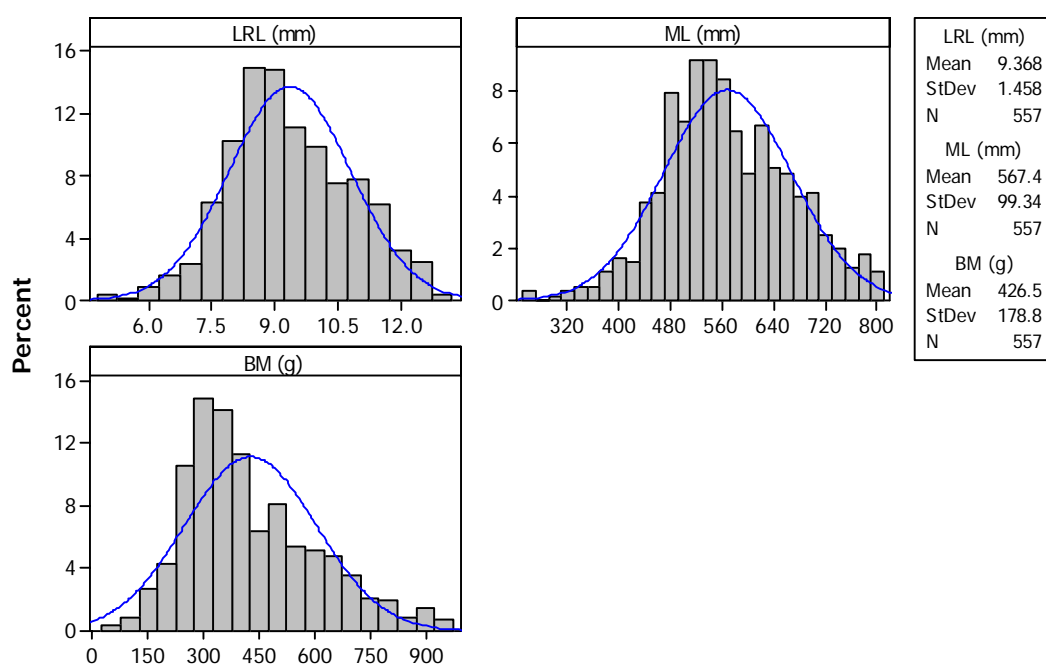 LRL (mm)
16
12
8
4
0
6.0 7.5 9.0 10.5 12.0
ML (mm)
8
6
4
2
0
320 400 480 560 640 720 800
BM (g)
16
12
8
4
0
0 150 300 450 600 750 900
Percent
LRL (mm)
Mean 9.368
StDev 1.458
N 557
ML (mm)
Mean 567.4
StDev 99.34
N 557
BM (g)
Mean 426.5
StDev 178.8
N 557